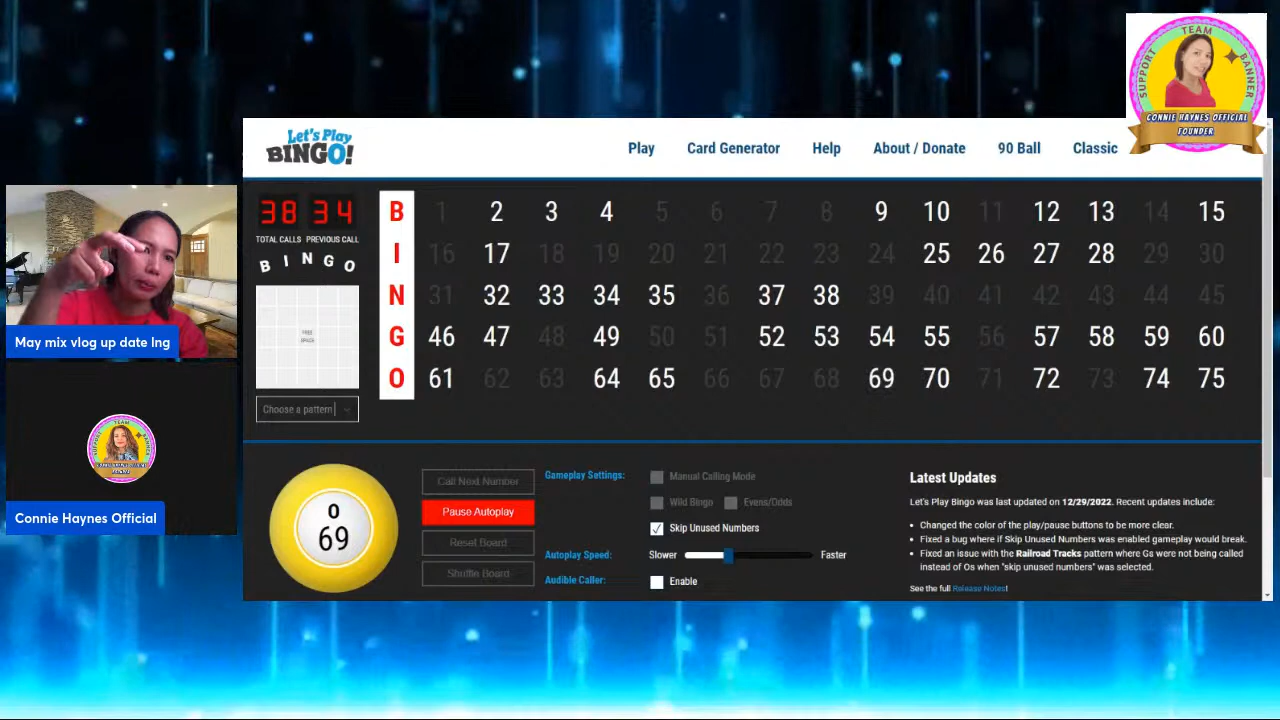 SUPPORT TEAM BANNER
CONNIE HAYNES OFFICIAL
FOUNDER
Let's Play
BINGO!
Play Card Generator Help About / Donate 90 Ball Classic
38 34
TOTAL CALLS PREVIOUS CALL
B I N G O
FREE
SPACE
Choose a pattern
B 1 2 3 4 5 6 7 8 9 10 11 12 13 14 15
I 16 17 18 19 20 21 22 23 24 25 26 27 28 29 30
N 31 32 33 34 35 36 37 38 39 40 41 42 43 44 45
G 46 47 48 49 50 51 52 53 54 55 56 57 58 59 60
O 61 62 63 64 65 66 67 68 69 70 71 72 73 74 75
May mix vlog up date lng
Connie Haynes Official
O
69
Call Next Number
Pause Autoplay
Reset Board
Shuffle Board
Gameplay Settings:
Manual Calling Mode
Wild Bingo Evens/Odds
Skip Unused Numbers
Autoplay Speed: Slower Faster
Audible Caller: Enable
Latest Updates
Let's Play Bingo was last updated on 12/29/2022. Recent updates include:
Changed the color of the play/pause buttons to be more clear.
Fixed a bug where if Skip Unused Numbers was enabled gameplay would break.
Fixed an issue with the Railroad Tracks pattern where Gs were not being called
instead of Os when "skip unused numbers" was selected.
See the full Release Notes!